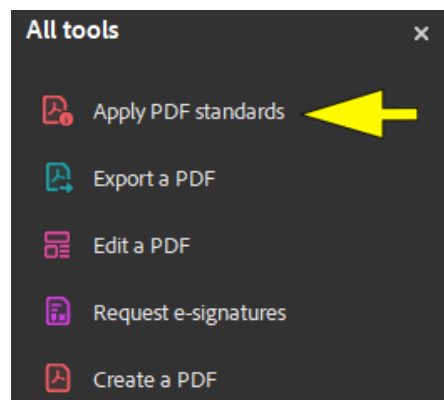 All tools
Apply PDF standards
Export a PDF
Edit a PDF
Request e-signatures
Create a PDF